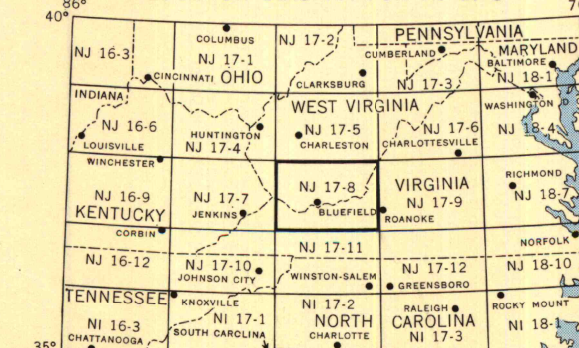 86°
40°
7
PENNSYLVANIA
COLUMBUS
NJ 17-2
CUMBERLAND
MARYLAND
NJ 16-3
NJ 17-1
BALTIMORE
CINCINNATI OHIO
CLARKSBURG
NJ 17-3
NJ 18-1
INDIANA
WEST VIRGINIA
WASHINGTON
D
NJ 16-6
HUNTINGTON
NJ 17-5
NJ 17-6
NJ 18-4
LOUISVILLE
NJ 17-4
CHARLESTON
CHARLOTTESVILLE
WINCHESTER
RICHMOND
NJ 16-9
NJ 17-7
NJ 17-8
VIRGINIA
NJ 18-7
KENTUCKY
JENKINS
BLUEFIELD
NJ 17-9
ROANOKE
CORBIN
NORFOLK
NJ 17-11
NJ 16-12
NJ 17-10
NJ 17-12
NJ 18-10
JOHNSON CITY
WINSTON-SALEM
GREENSBORO
TENNESSEE
KNOXVILLE
NI 17-2
RALEIGH
ROCKY MOUNT
NI 16-3
NI 17-1
NORTH
CAROLINA
NI 18-1
CHATTANOOGA
SOUTH CAROLINA
CHARLOTTE
NI 17-3
35°